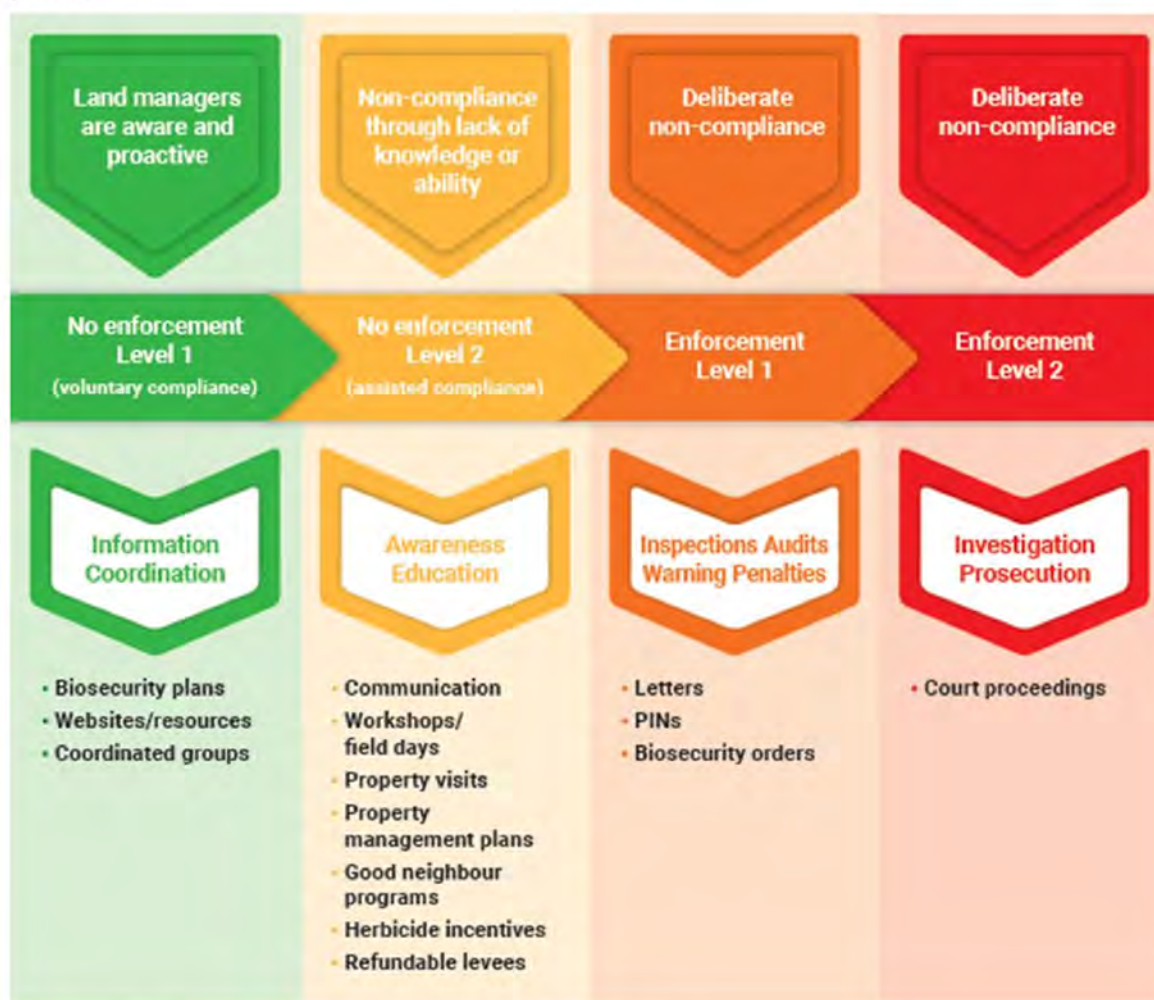 Land managers
are aware and
proactive
Non-compliance
through lack of
knowledge or
ability
Deliberate
non-compliance
Deliberate
non-compliance
No enforcement
Level 1
(voluntary compliance)
No enforcement
Level 2
(assisted compliance)
Enforcement
Level 1
Enforcement
Level 2
Information
Coordination
Awareness
Education
Inspections Audits
Warning Penalties
Investigation
Prosecution
• Biosecurity plans
• Websites/resources
• Coordinated groups
• Communication
• Workshops/
field days
• Property visits
• Property
management plans
• Good neighbour
programs
• Herbicide incentives
• Refundable levees
• Letters
• PINs
• Biosecurity orders
• Court proceedings